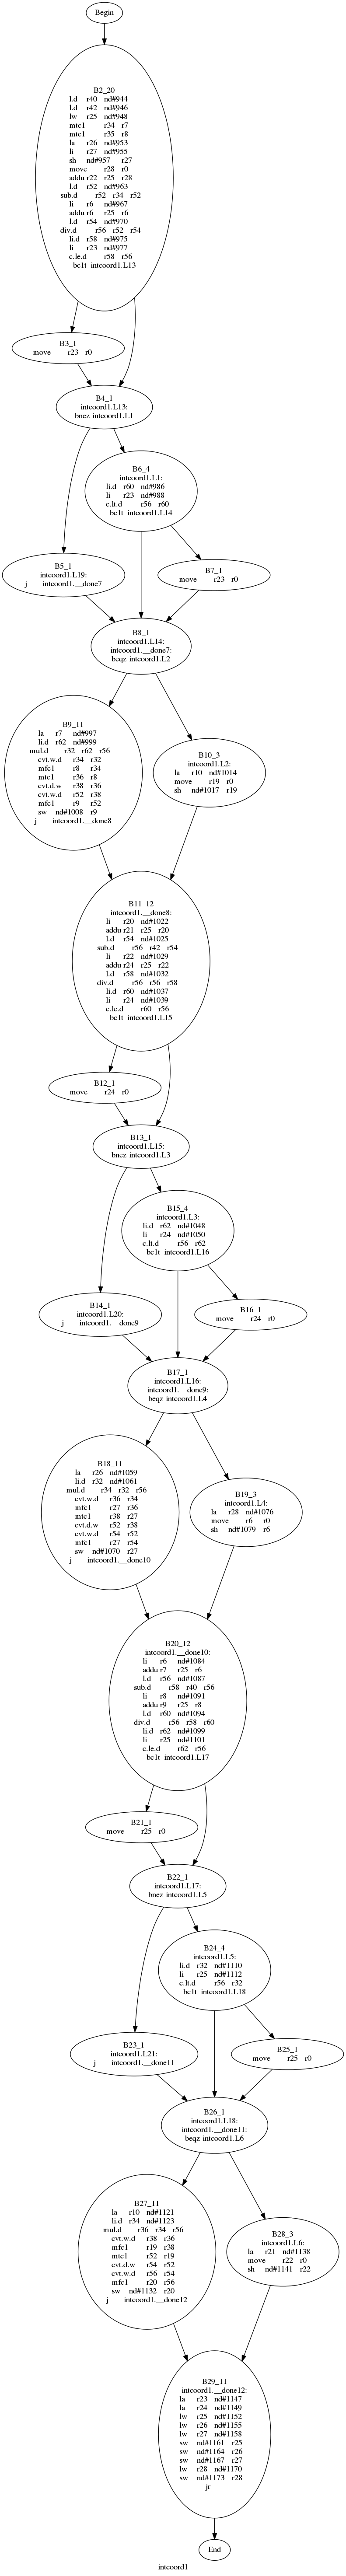 Begin
B2_20
l.d r40 nd#944
l.d r42 nd#946
lw r25 nd#948
mtc1 r34 r7
mtc1 r35 r8
la r26 nd#953
li r27 nd#955
sh nd#957 r27
move r28 r0
addu r22 r25 r28
l.d r52 nd#963
sub.d r52 r34 r52
li r6 nd#967
addu r6 r25 r6
l.d r54 nd#970
div.d r56 r52 r54
li.d r58 nd#975
li r23 nd#977
c.le.d r58 r56
bc1t intcoord1.L13
B3_1
move r23 r0
B4_1
intcoord1.L13:
bnez intcoord1.L1
B6_4
intcoord1.L1:
li.d r60 nd#986
li r23 nd#988
c.lt.d r56 r60
bc1t intcoord1.L14
B5_1
intcoord1.L19:
j intcoord1.__done7
B7_1
move r23 r0
B8_1
intcoord1.L14:
intcoord1.__done7:
beqz intcoord1.L2
B9_11
la r7 nd#997
li.d r62 nd#999
mul.d r32 r62 r56
cvt.w.d r34 r32
mfc1 r8 r34
mtc1 r36 r8
cvt.d.w r38 r36
cvt.w.d r52 r38
mfc1 r9 r52
sw nd#1008 r9
j intcoord1.__done8
B10_3
intcoord1.L2:
la r10 nd#1014
move r19 r0
sh nd#1017 r19
B11_12
intcoord1.__done8:
li r20 nd#1022
addu r21 r25 r20
l.d r54 nd#1025
sub.d r56 r42 r54
li r22 nd#1029
addu r24 r25 r22
l.d r58 nd#1032
div.d r56 r56 r58
li.d r60 nd#1037
li r24 nd#1039
c.le.d r60 r56
bc1t intcoord1.L15
B12_1
move r24 r0
B13_1
intcoord1.L15:
bnez intcoord1.L3
B15_4
intcoord1.L3:
li.d r62 nd#1048
li r24 nd#1050
c.lt.d r56 r62
bc1t intcoord1.L16
B14_1
intcoord1.L20:
j intcoord1.__done9
B16_1
move r24 r0
B17_1
intcoord1.L16:
intcoord1.__done9:
beqz intcoord1.L4
B18_11
la r26 nd#1059
li.d r32 nd#1061
mul.d r34 r32 r56
cvt.w.d r36 r34
mfc1 r27 r36
mtc1 r38 r27
cvt.d.w r52 r38
cvt.w.d r54 r52
mfc1 r27 r54
sw nd#1070 r27
j intcoord1.__done10
B19_3
intcoord1.L4:
la r28 nd#1076
move r6 r0
sh nd#1079 r6
B20_12
intcoord1.__done10:
li r6 nd#1084
addu r7 r25 r6
l.d r56 nd#1087
sub.d r58 r40 r56
li r8 nd#1091
addu r9 r25 r8
l.d r60 nd#1094
div.d r56 r58 r60
li.d r62 nd#1099
li r25 nd#1101
c.le.d r62 r56
bc1t intcoord1.L17
B21_1
move r25 r0
B22_1
intcoord1.L17:
bnez intcoord1.L5
B24_4
intcoord1.L5:
li.d r32 nd#1110
li r25 nd#1112
c.lt.d r56 r32
bc1t intcoord1.L18
B23_1
intcoord1.L21:
j intcoord1.__done11
B25_1
move r25 r0
B26_1
intcoord1.L18:
intcoord1.__done11:
beqz intcoord1.L6
B27_11
la r10 nd#1121
li.d r34 nd#1123
mul.d r36 r34 r56
cvt.w.d r38 r36
mfc1 r19 r38
mtc1 r52 r19
cvt.d.w r54 r52
cvt.w.d r56 r54
mfc1 r20 r56
sw nd#1132 r20
j intcoord1.__done12
B28_3
intcoord1.L6:
la r21 nd#1138
move r22 r0
sh nd#1141 r22
B29_11
intcoord1.__done12:
la r23 nd#1147
la r24 nd#1149
lw r25 nd#1152
lw r26 nd#1155
lw r27 nd#1158
sw nd#1161 r25
sw nd#1164 r26
sw nd#1167 r27
lw r28 nd#1170
sw nd#1173 r28
jr
End
intcoord1